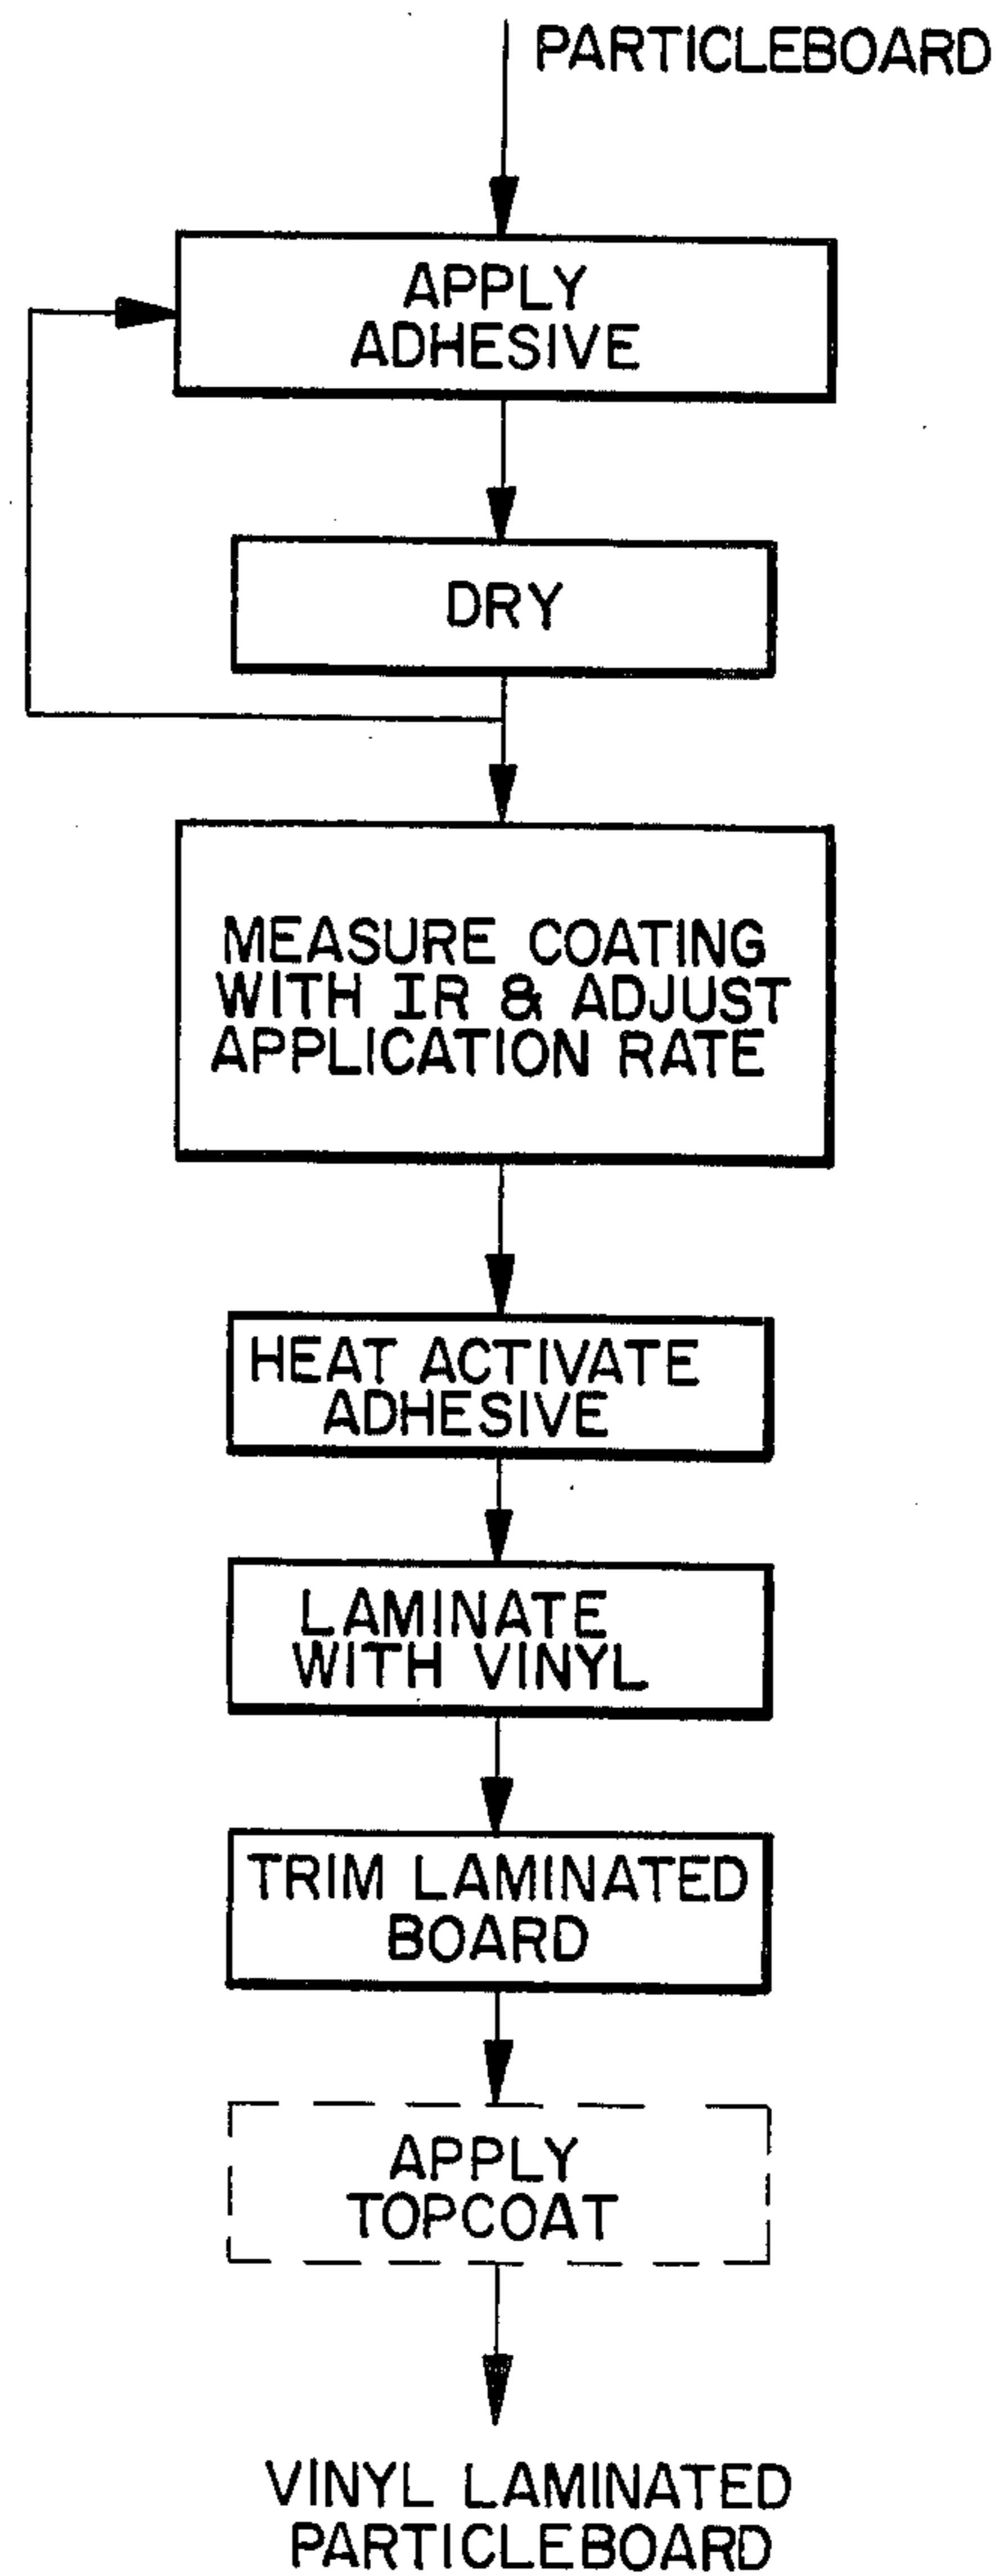 PARTICLEBOARD
APPLY
ADHESIVE
DRY
MEASURE COATING
WITH IR & ADJUST
APPLICATION RATE
HEAT ACTIVATE
ADHESIVE
LAMINATE
WITH VINYL
TRIM LAMINATED
BOARD
APPLY
TOPCOAT
VINYL LAMINATED
PARTICLEBOARD